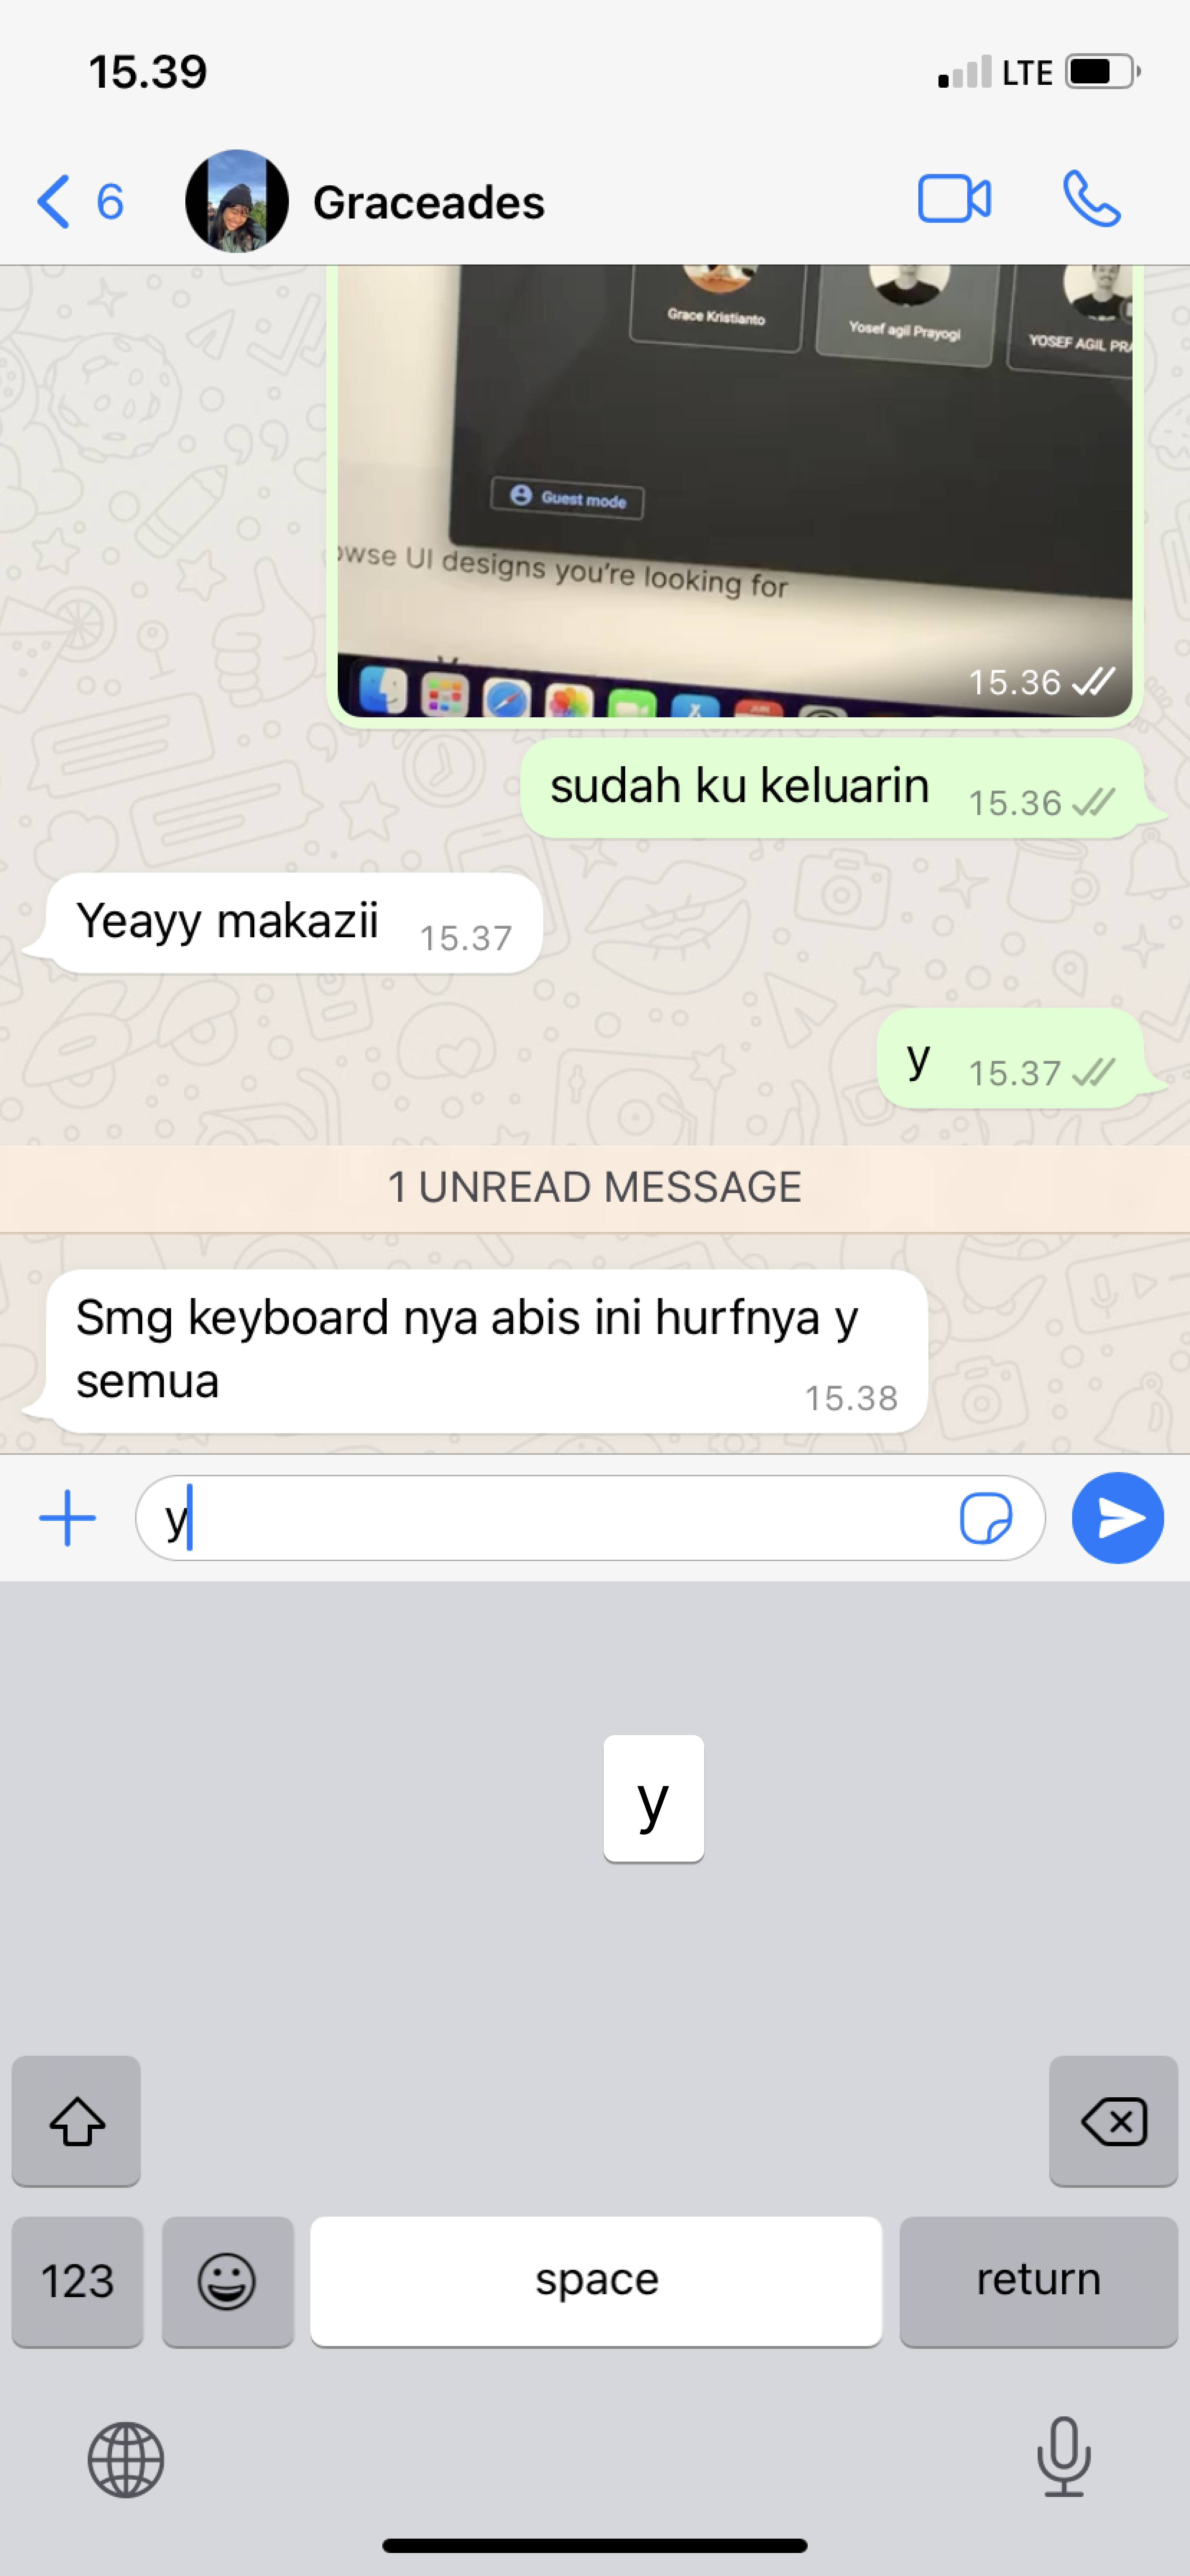 15.39
LTE
6
Graceades
Grace Kristianto
Yosef agil Prayogi
YOSEF AGIL PRA
Guest mode
owse UI designs you're looking for
JUN
15.36
sudah ku keluarin 15.36
Yeayy makazii 15.37
y 15.37
1 UNREAD MESSAGE
Smg keyboard nya abis ini hurfnya y
semua
15.38
y
y
123
space
return